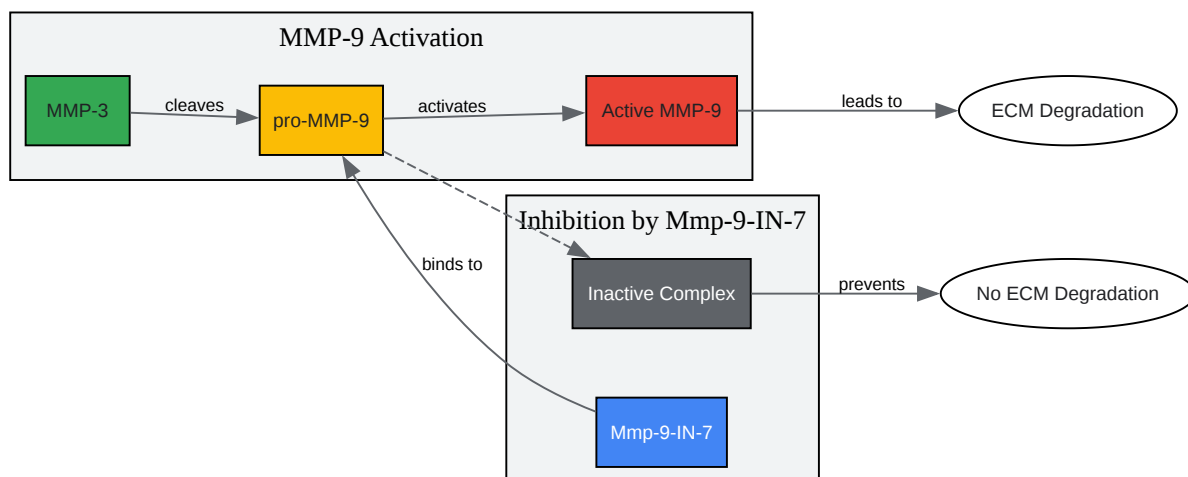 MMP-9 Activation
MMP-3
cleaves
pro-MMP-9
activates
Active MMP-9
leads to
ECM Degradation
Inhibition by Mmp-9-IN-7
binds to
Inactive Complex
prevents
No ECM Degradation
Mmp-9-IN-7